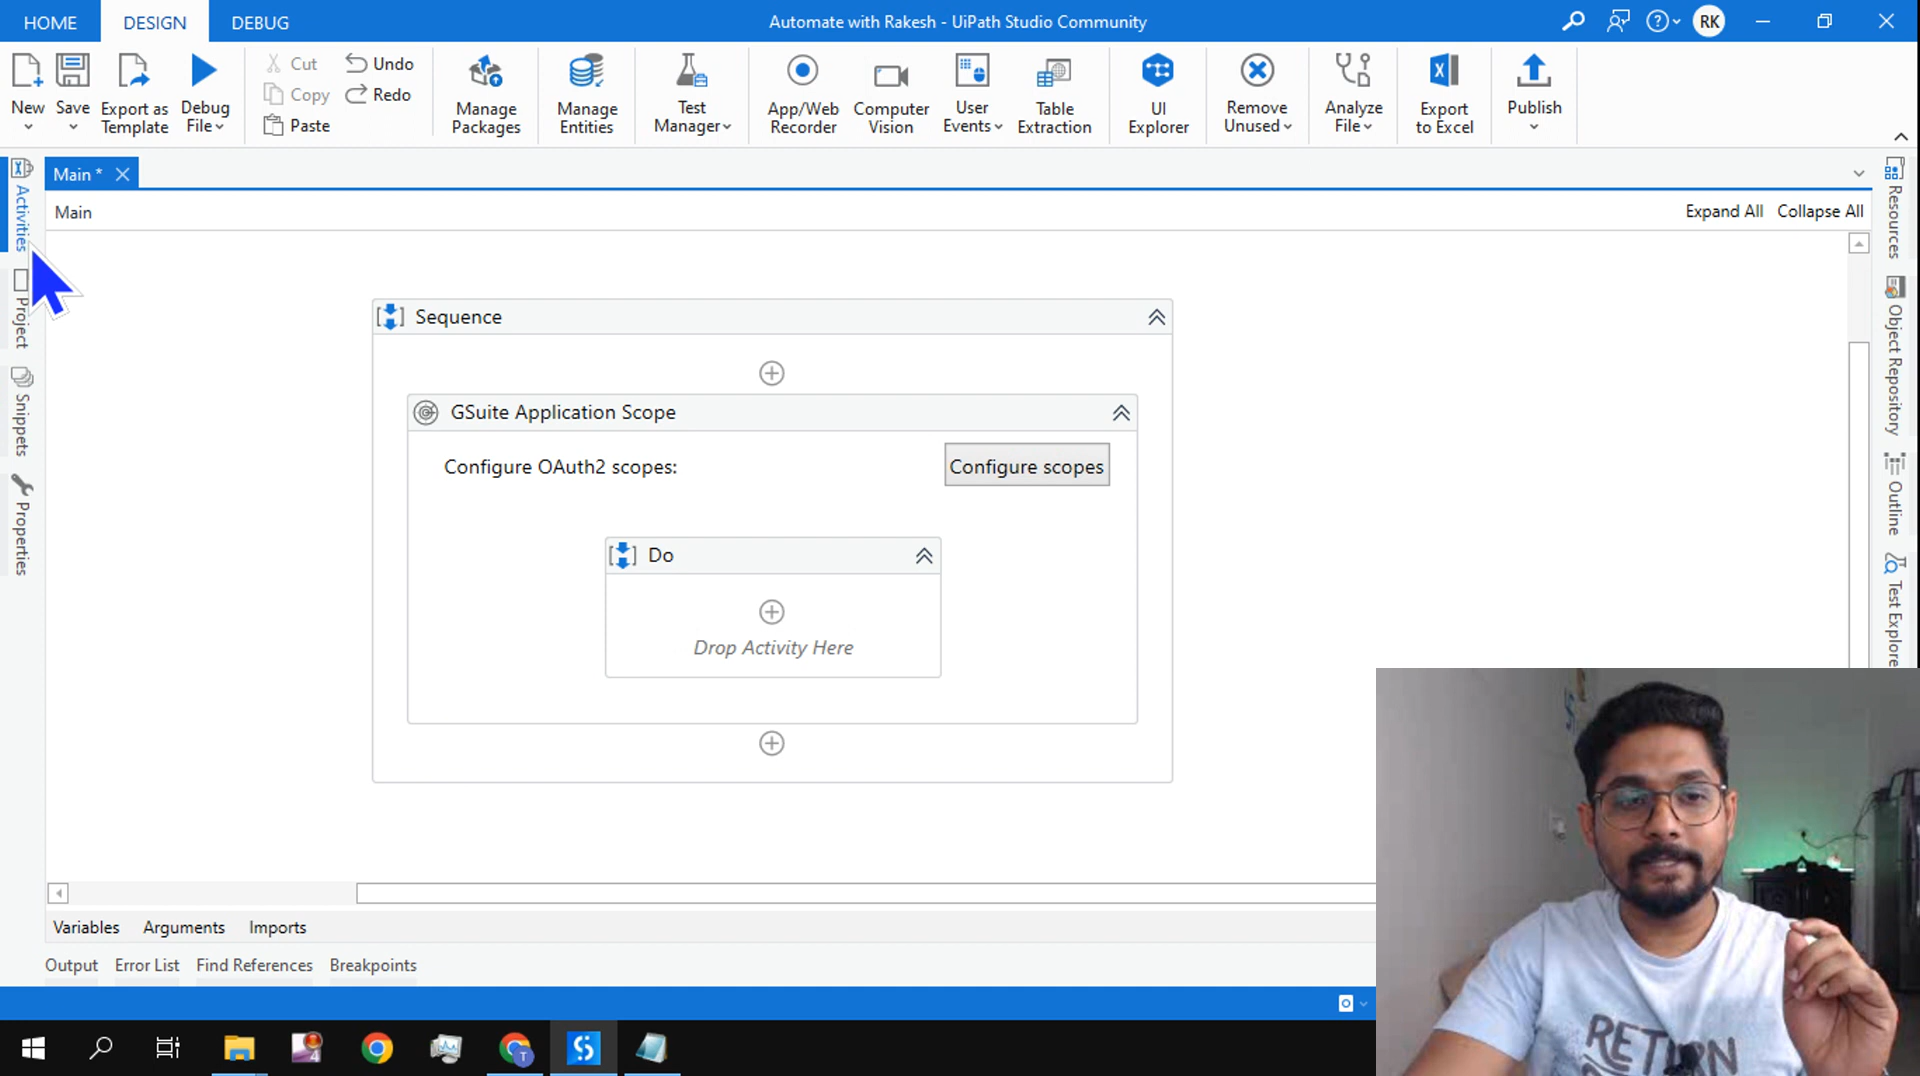 HOME DESIGN DEBUG Automate with Rakesh - UiPath Studio Community RK
New Save Export as Template Debug File Cut Copy Paste Undo Redo Manage Packages Manage Entities Test Manager App/Web Recorder Computer Vision User Events Table Extraction UI Explorer Remove Unused Analyze File Export to Excel Publish
Main *
Main Expand All Collapse All
Activities
Project
Snippets
Properties
Sequence
GSuite Application Scope
Configure OAuth2 scopes: Configure scopes
Do
Drop Activity Here
Resources
Object Repository
Outline
Test Explore
Variables Arguments Imports
Output Error List Find References Breakpoints
4
T
RETURN